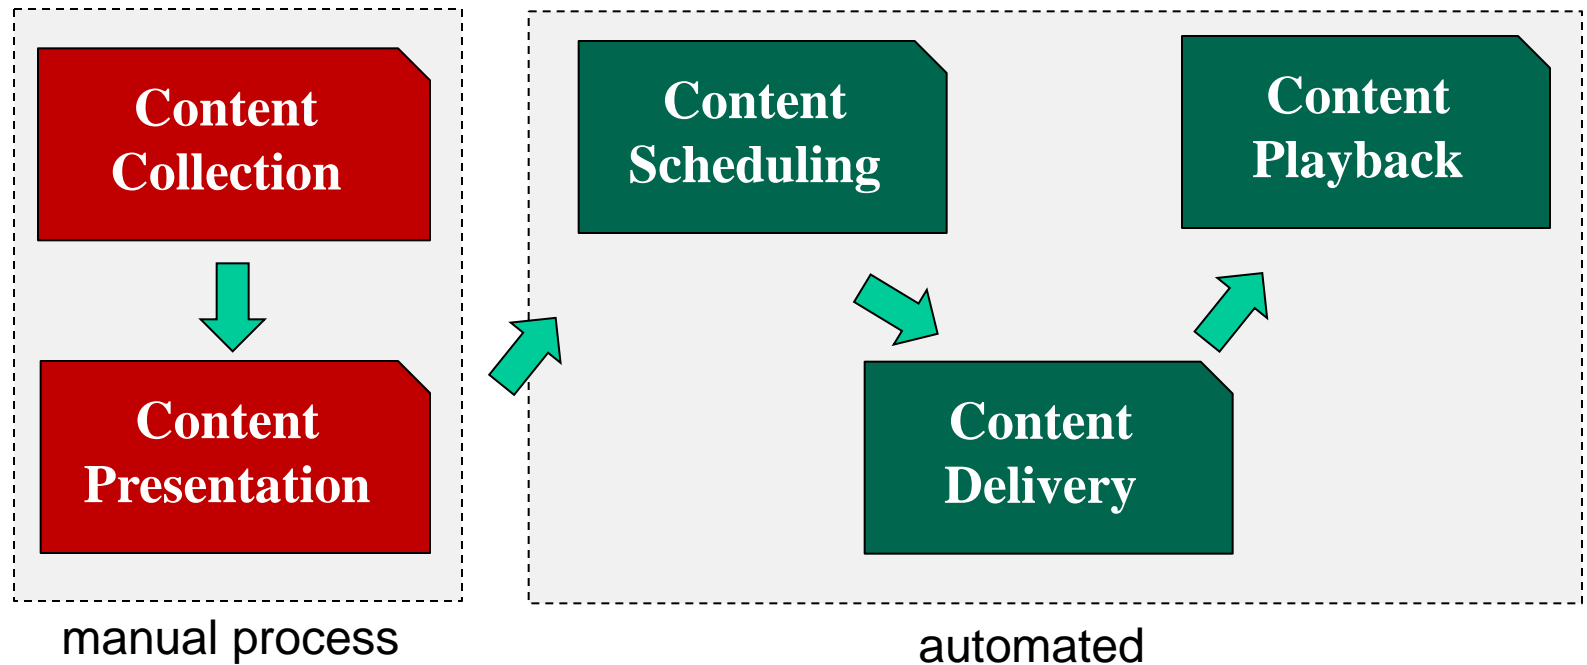 Content
Collection
Content
Presentation
manual process
Content
Scheduling
Content
Delivery
Content
Playback
automated